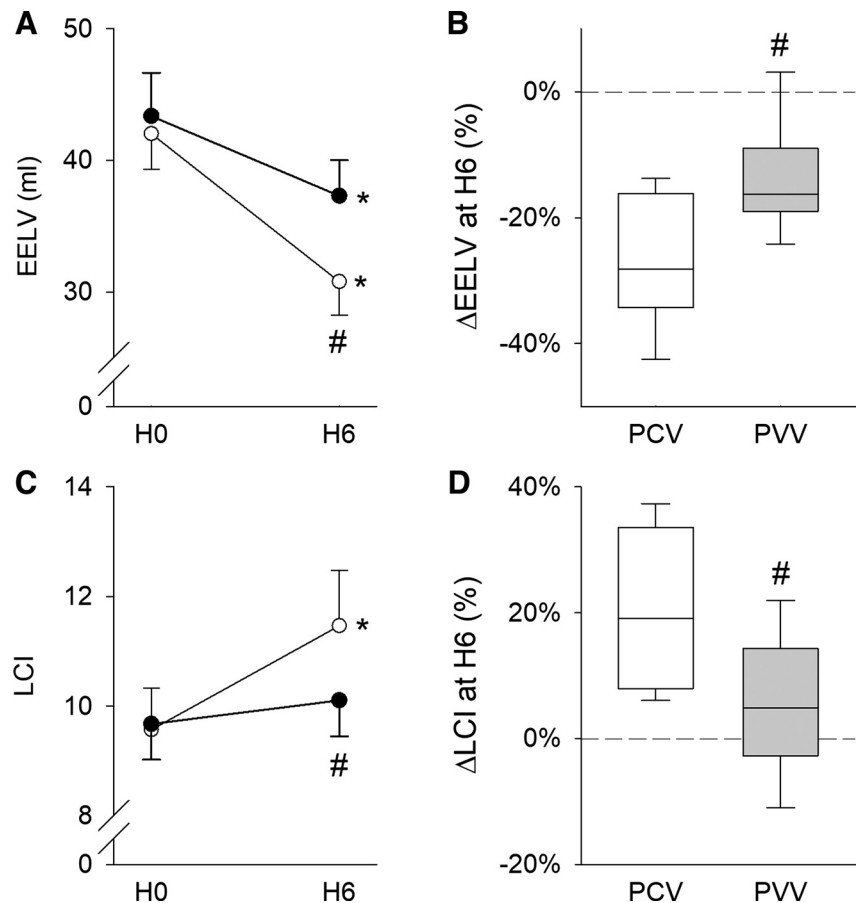 A
50
40
30
0
EELV (ml)
*
*
#
H0
H6
B
#
0%
-20%
-40%
ΔEELV at H6 (%)
PCV
PVV
C
14
12
10
8
0
LCI
*
#
H0
H6
D
40%
20%
0%
-20%
#
ΔLCI at H6 (%)
PCV
PVV